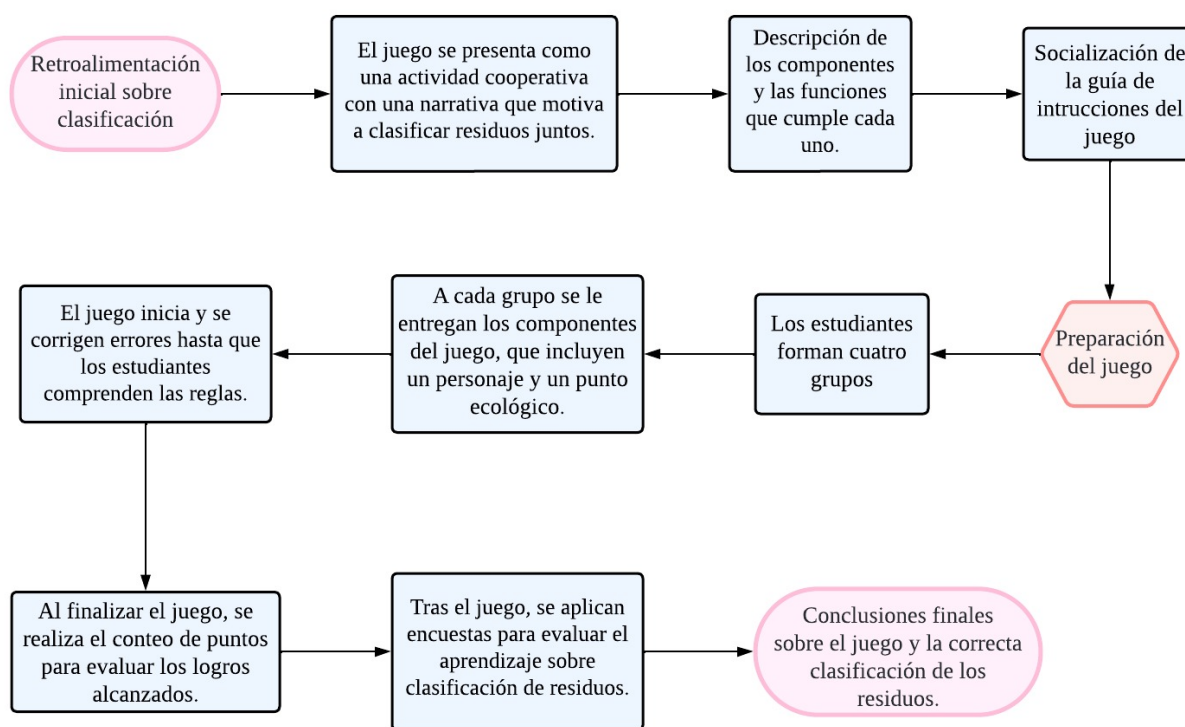 Retroalimentación
inicial sobre
clasificación
El juego se presenta como
una actividad cooperativa
con una narrativa que motiva
a clasificar residuos juntos.
Descripción de
los componentes
y las funciones
que cumple cada
uno.
Socialización de
la guía de
intrucciones del
juego
Preparación
del juego
Los estudiantes
forman cuatro
grupos
A cada grupo se le
entregan los componentes
del juego, que incluyen
un personaje y un punto
ecológico.
El juego inicia y se
corrigen errores hasta que
los estudiantes
comprenden las reglas.
Al finalizar el juego, se
realiza el conteo de puntos
para evaluar los logros
alcanzados.
Tras el juego, se aplican
encuestas para evaluar el
aprendizaje sobre
clasificación de residuos.
Conclusiones finales
sobre el juego y la correcta
clasificación de los
residuos.